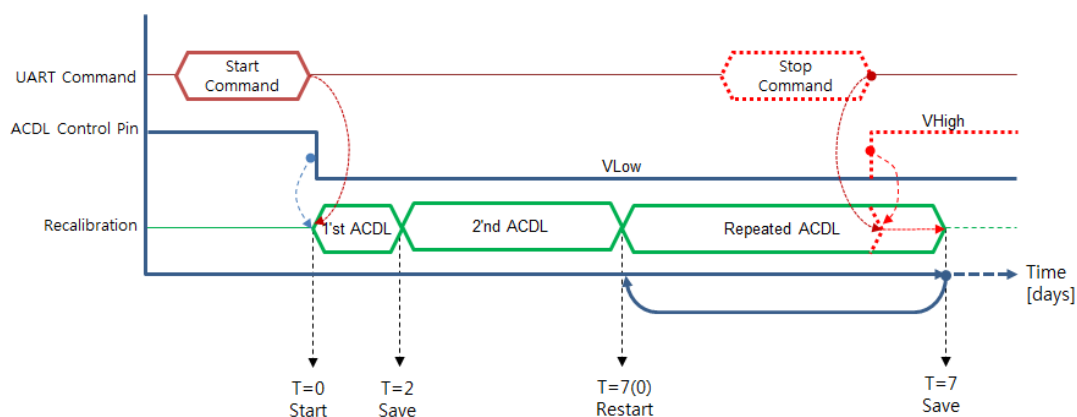 UART Command
Start
Command
Stop
Command
ACDL Control Pin
VHigh
VLow
Recalibration
1'st ACDL
2'nd ACDL
Repeated ACDL
Time
[days]
T=0
Start
T=2
Save
T=7(0)
Restart
T=7
Save